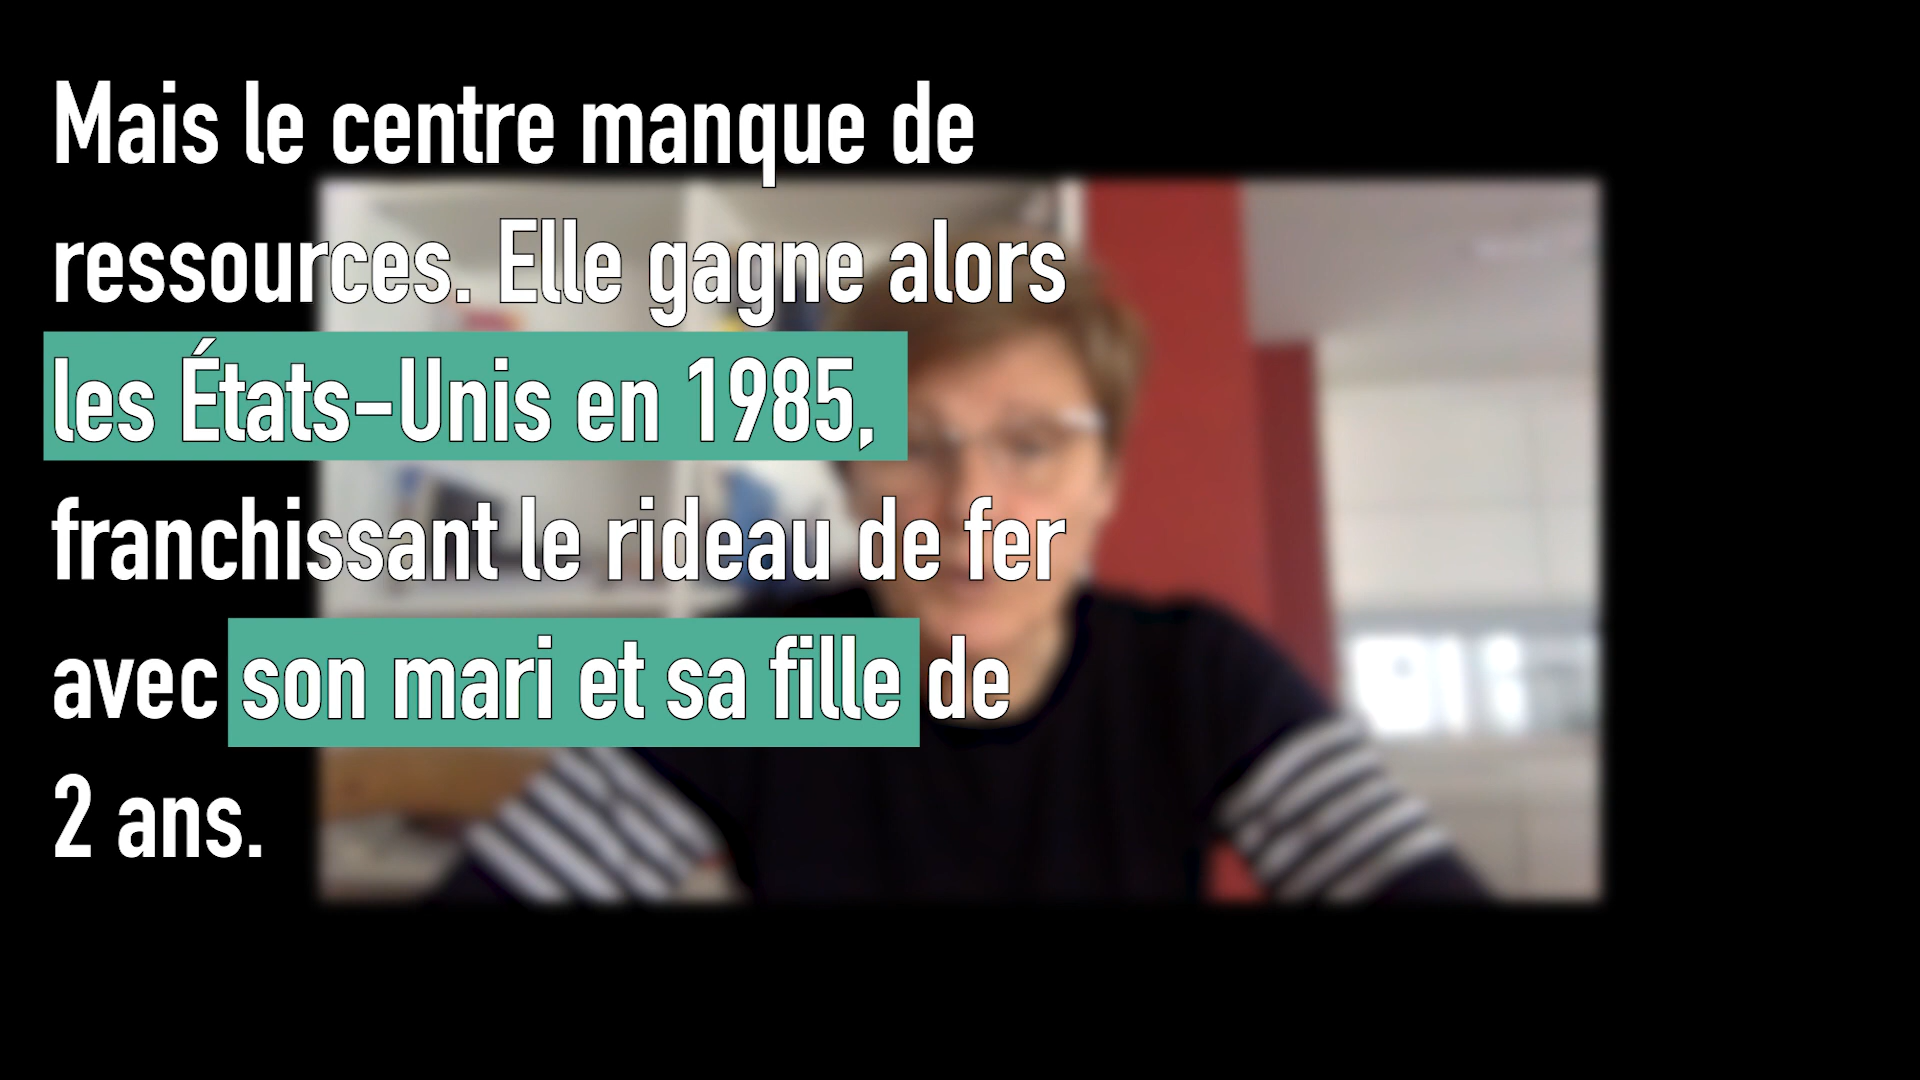 Mais le centre manque de
ressources. Elle gagne alors
les États-Unis en 1985,
franchissant le rideau de fer
avec son mari et sa fille de
2 ans.